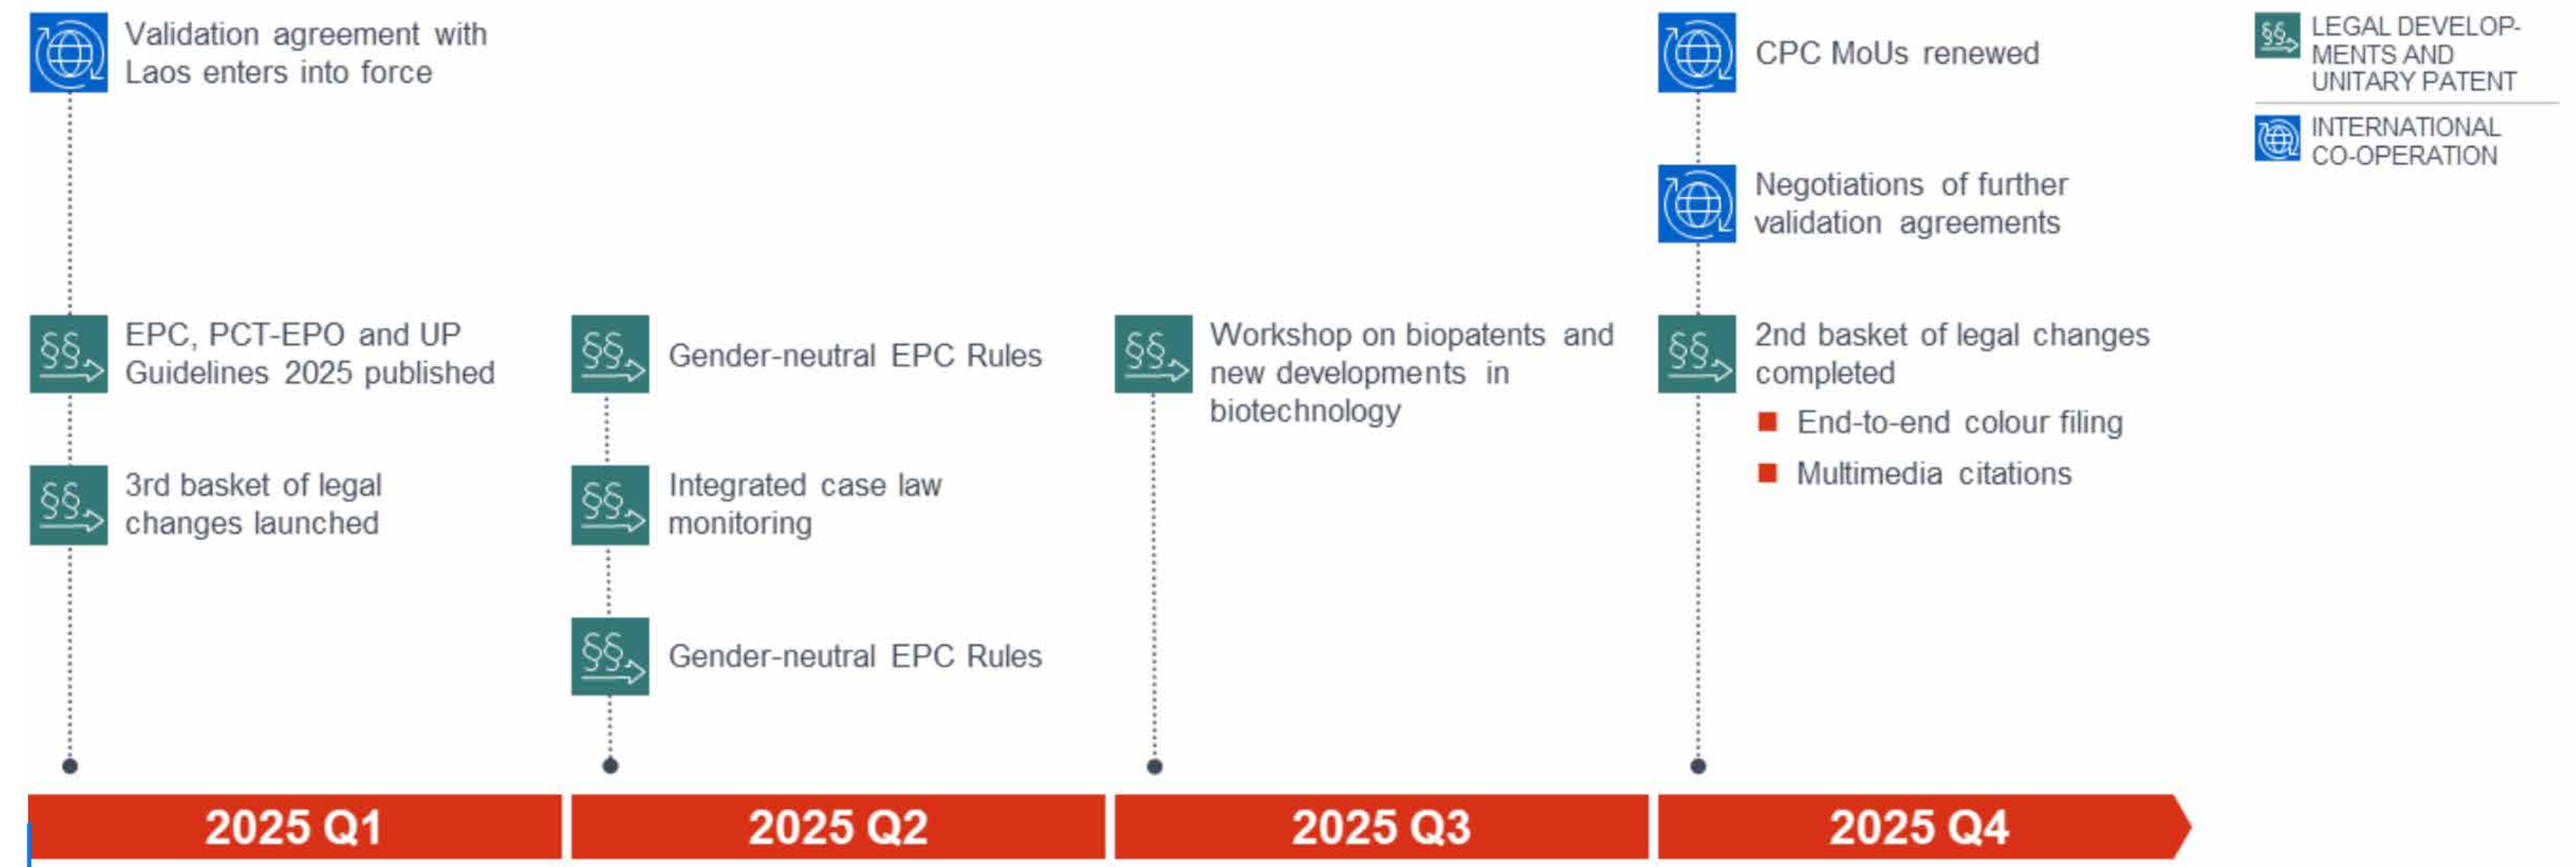 Validation agreement with
Laos enters into force
EPC, PCT-EPO and UP
Guidelines 2025 published
3rd basket of legal
changes launched
Gender-neutral EPC Rules
Integrated case law
monitoring
Gender-neutral EPC Rules
Workshop on biopatents and
new developments in
biotechnology
CPC MoUs renewed
Negotiations of further
validation agreements
2nd basket of legal changes
completed
End-to-end colour filing
Multimedia citations
LEGAL DEVELOP-
MENTS AND
UNITARY PATENT
INTERNATIONAL
CO-OPERATION
2025 Q1
2025 Q2
2025 Q3
2025 Q4